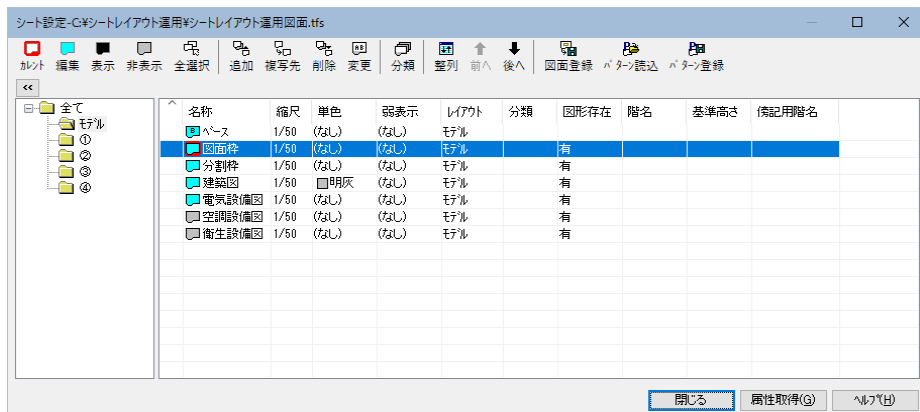 シート設定-C:¥シートレイアウト運用¥シートレイアウト運用図面.tfs
ｶﾚﾝﾄ 編集 表示 非表示 全選択 追加 複写先 削除 変更 分類 整列 前へ 後へ 図面登録 ﾊﾟﾀｰﾝ読込 ﾊﾟﾀｰﾝ登録
<<
全て
ﾓﾃﾞﾙ
①
②
③
④
名称 縮尺 単色 弱表示 ﾚｲｱｳﾄ 分類 図形存在 階名 基準高さ 傍記用階名
ﾍﾞｰｽ 1/50 (なし) (なし) ﾓﾃﾞﾙ
図面枠 1/50 (なし) (なし) ﾓﾃﾞﾙ 有
分割枠 1/50 (なし) (なし) ﾓﾃﾞﾙ 有
建築図 1/50 明灰 (なし) ﾓﾃﾞﾙ 有
電気設備図 1/50 (なし) (なし) ﾓﾃﾞﾙ 有
空調設備図 1/50 (なし) (なし) ﾓﾃﾞﾙ 有
衛生設備図 1/50 (なし) (なし) ﾓﾃﾞﾙ 有
閉じる 属性取得(G) ﾍﾙﾌﾟ(H)